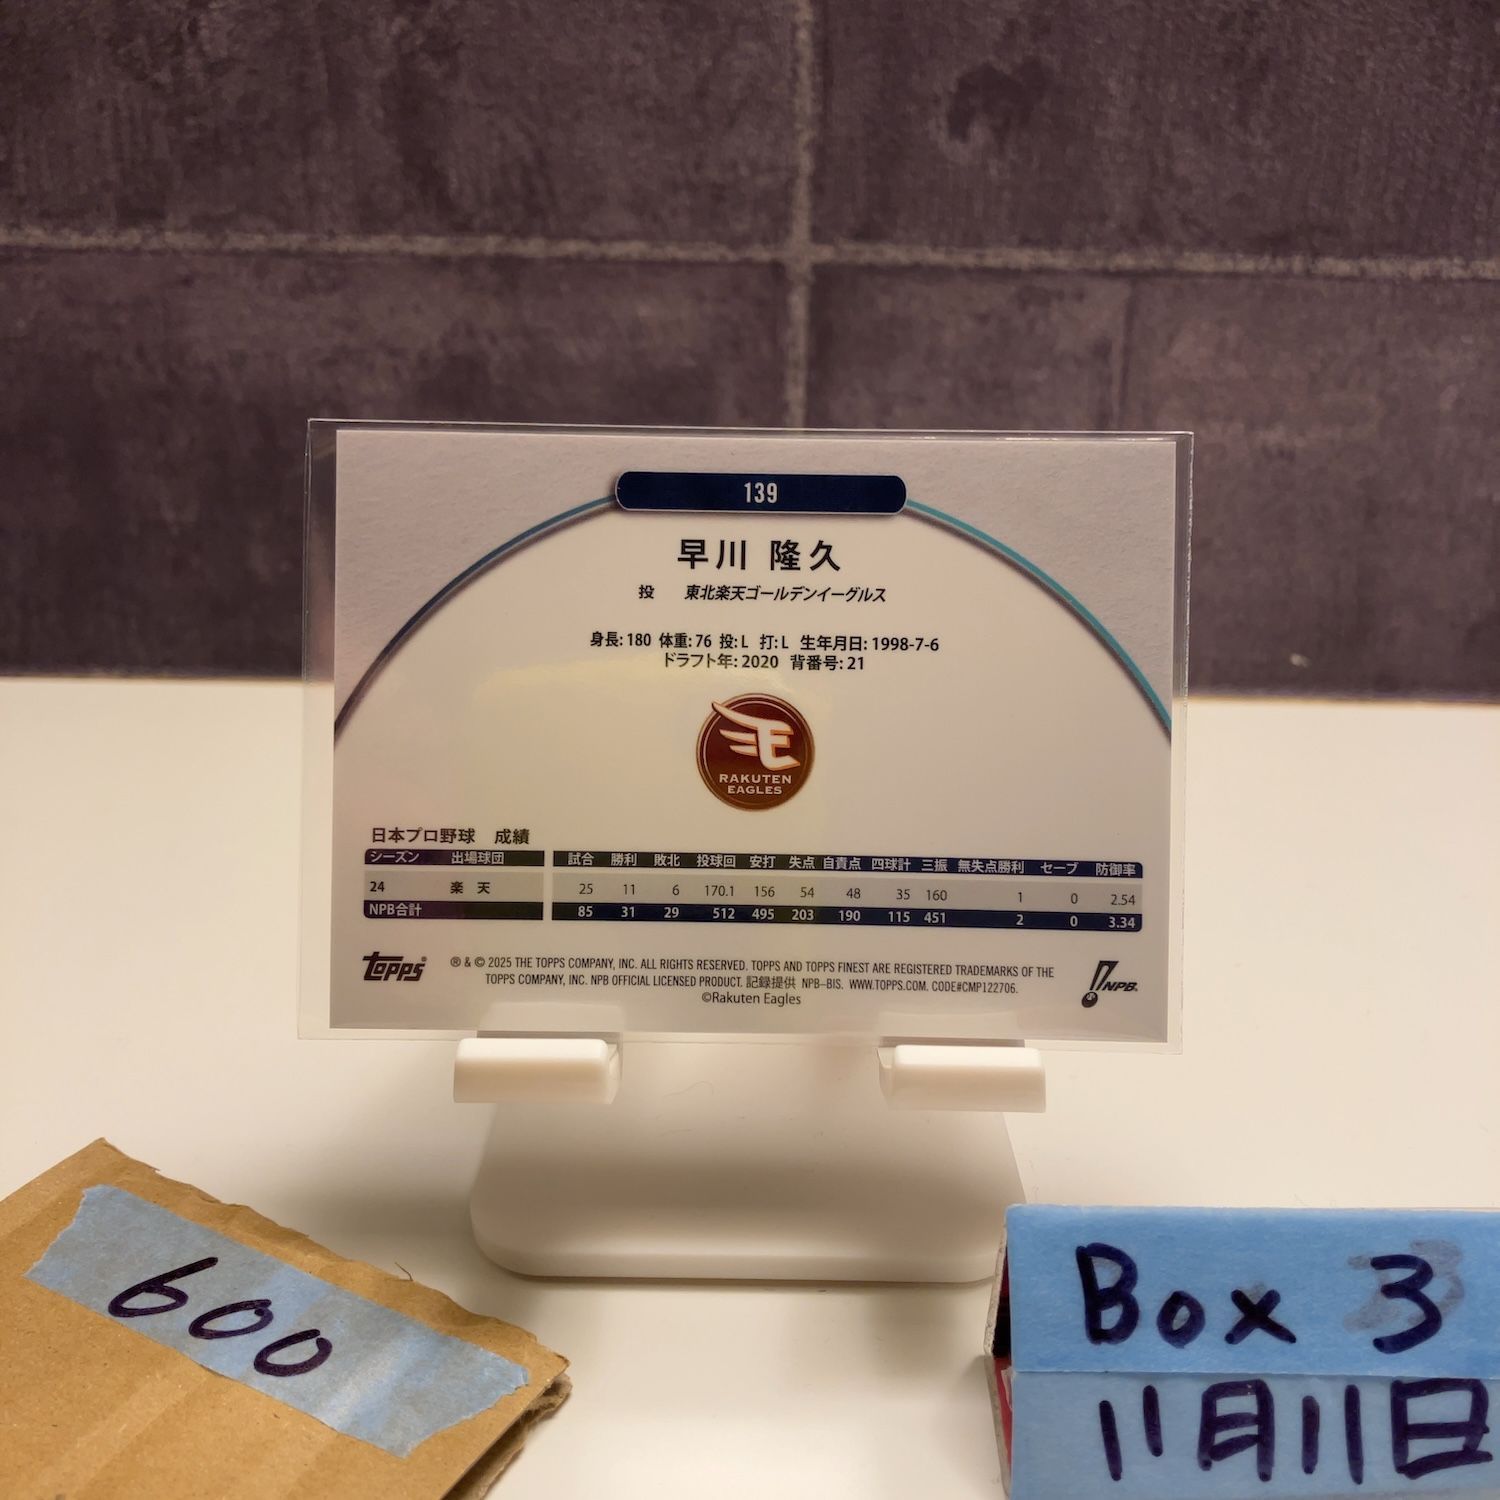 139
早川 隆久
投 東北楽天ゴールデンイーグルス
身長: 180 体重: 76 投: L 打: L 生年月日: 1998-7-6
ドラフト年: 2020 背番号: 21
RAKUTEN
EAGLES
日本プロ野球 成績
シーズン 出場球団 試合 勝利 敗北 投球回 安打 失点 自責点 四球計 三振 無失点勝利 セーブ 防御率
24 楽 天 25 11 6 170.1 156 54 48 35 160 1 0 2.54
NPB合計 85 31 29 512 495 203 190 115 451 2 0 3.34
Topps
® & © 2025 THE TOPPS COMPANY, INC. ALL RIGHTS RESERVED. TOPPS AND TOPPS FINEST ARE REGISTERED TRADEMARKS OF THE
TOPPS COMPANY, INC. NPB OFFICIAL LICENSED PRODUCT. 記録提供 NPB-BIS. WWW.TOPPS.COM. CODE#CMP122706.
©Rakuten Eagles
NPB
600
Box 3
11月11日